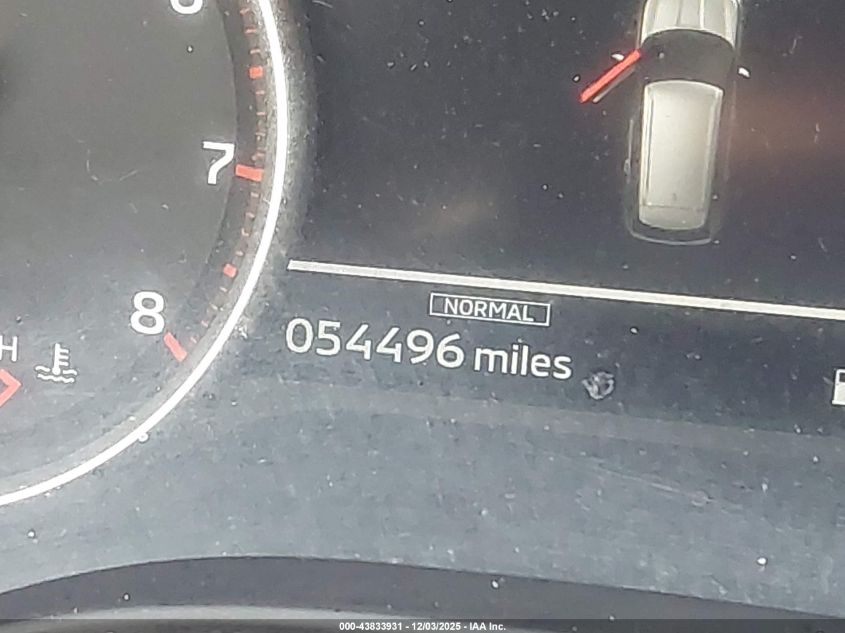 7
8
H
NORMAL
054496 miles
000-43833931 - 12/03/2025 - IAA Inc.